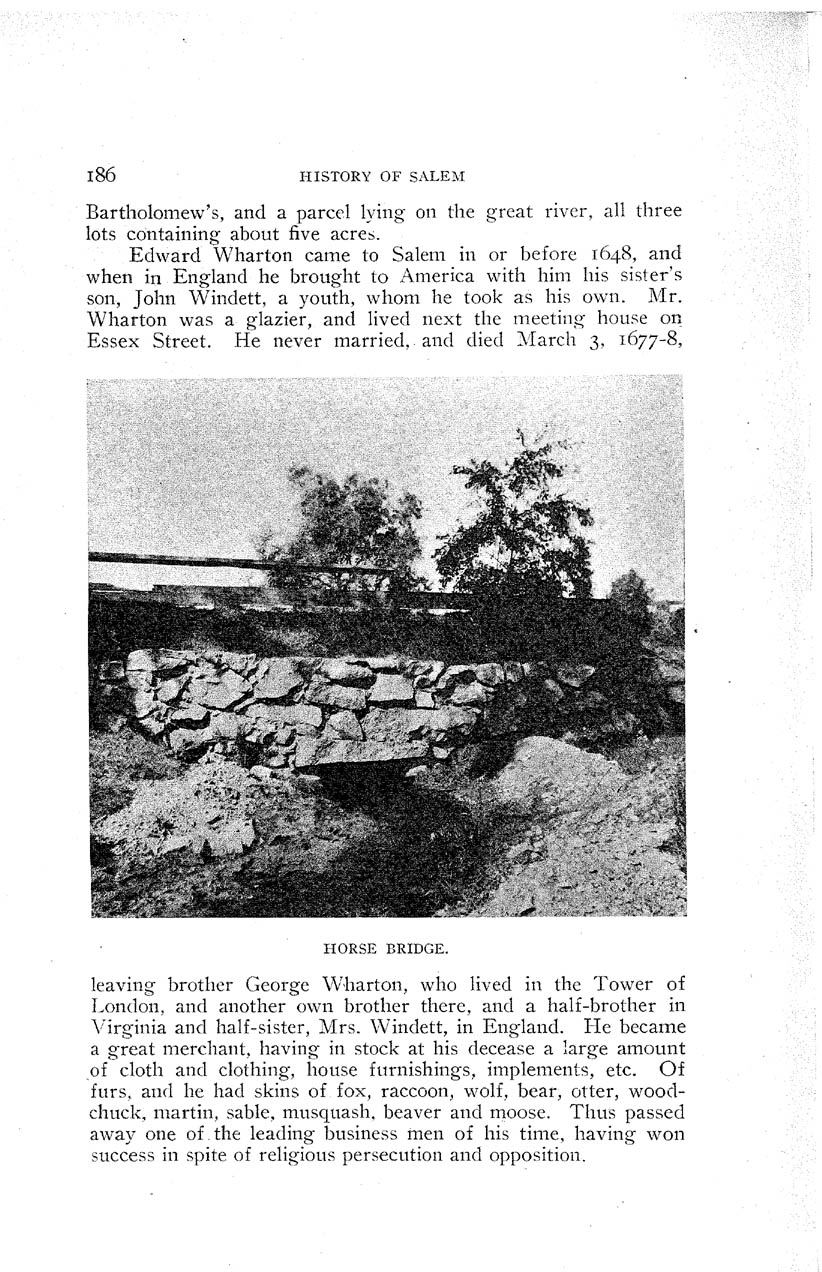 186 HISTORY OF SALEM
Bartholomew's, and a parcel lying on the great river, all three
lots containing about five acres.
Edward Wharton came to Salem in or before 1648, and
when in England he brought to America with him his sister's
son, John Windett, a youth, whom he took as his own. Mr.
Wharton was a glazier, and lived next the meeting house on
Essex Street. He never married, and died March 3, 1677-8,
HORSE BRIDGE.
leaving brother George Wharton, who lived in the Tower of
London, and another own brother there, and a half-brother in
Virginia and half-sister, Mrs. Windett, in England. He became
a great merchant, having in stock at his decease a large amount
of cloth and clothing, house furnishings, implements, etc. Of
furs, and he had skins of fox, raccoon, wolf, bear, otter, wood-
chuck, martin, sable, musquash, beaver and moose. Thus passed
away one of the leading business men of his time, having won
success in spite of religious persecution and opposition.